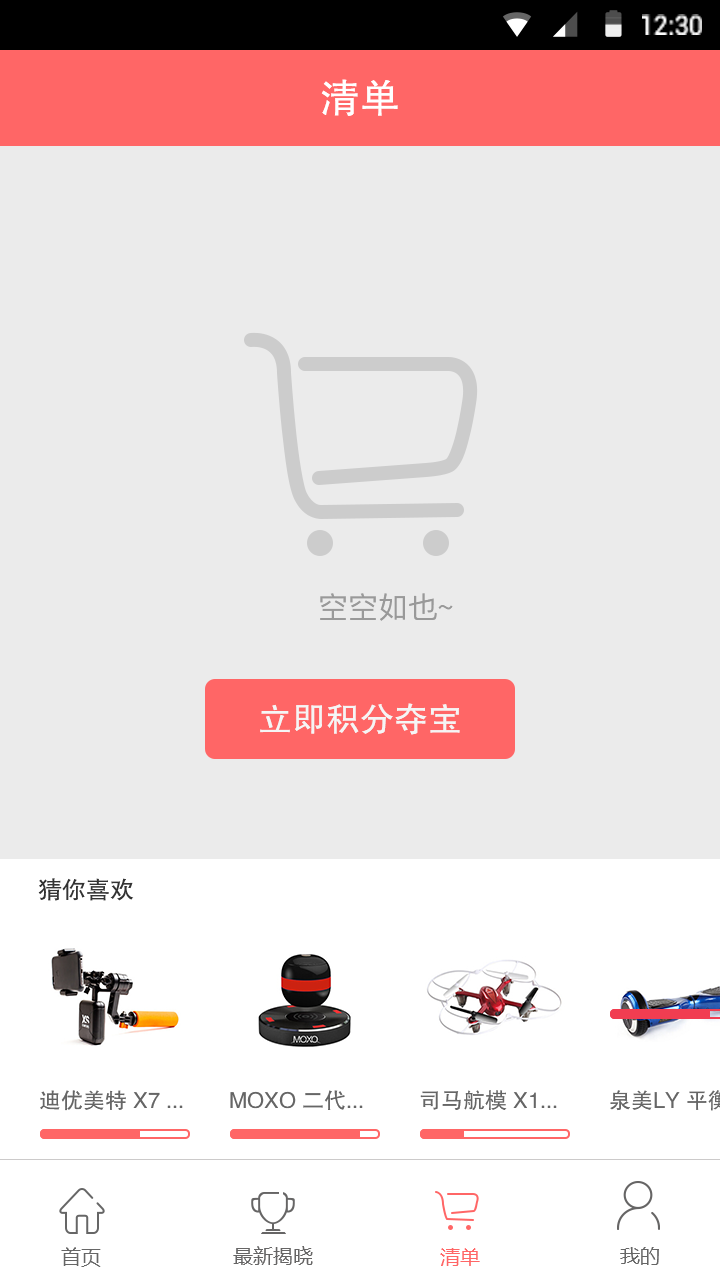 12:30
清单
空空如也~
立即积分夺宝
猜你喜欢
XS
MOXO
迪优美特 X7 ...
MOXO 二代...
司马航模 X1...
泉美LY 平衡
首页
最新揭晓
清单
我的